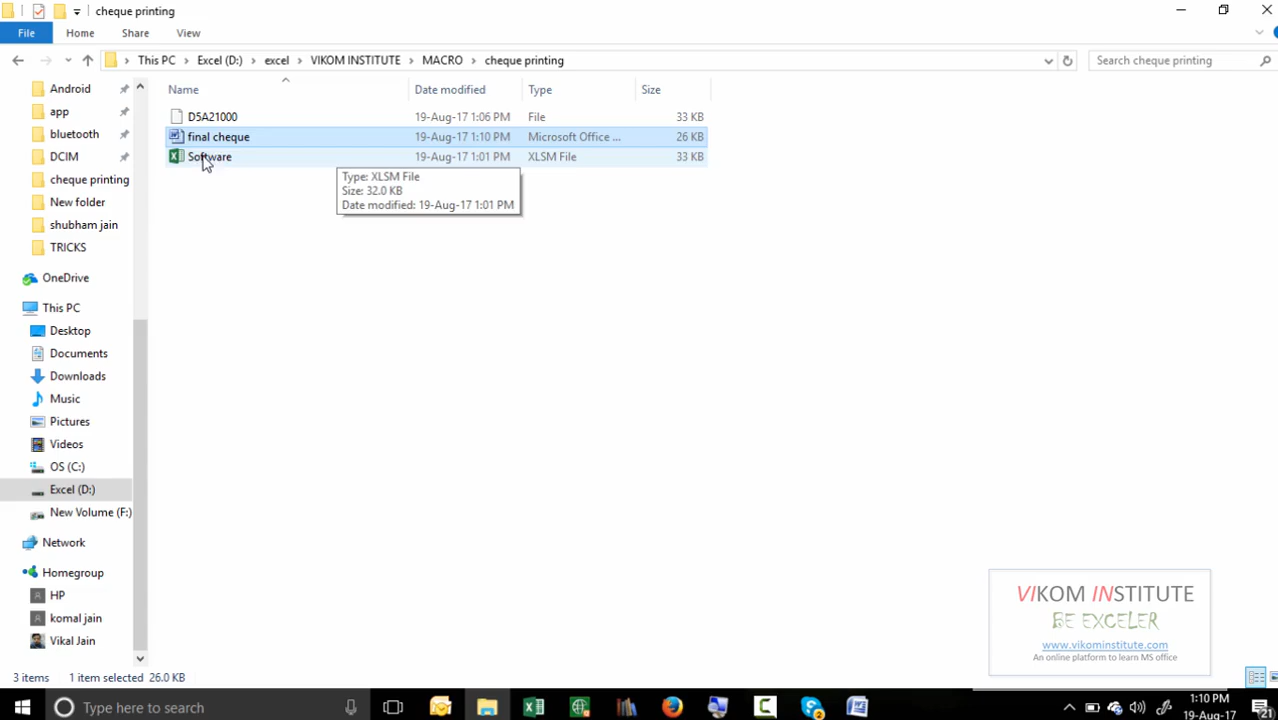 cheque printing
File Home Share View
This PC Excel (D:) excel VIKOM INSTITUTE MACRO cheque printing Search cheque printing
Name Date modified Type Size
D5A21000 19-Aug-17 1:06 PM File 33 KB
final cheque 19-Aug-17 1:10 PM Microsoft Office ... 26 KB
Software 19-Aug-17 1:01 PM XLSM File 33 KB
Type: XLSM File
Size: 32.0 KB
Date modified: 19-Aug-17 1:01 PM
Android
app
bluetooth
DCIM
cheque printing
New folder
shubham jain
TRICKS
OneDrive
This PC
Desktop
Documents
Downloads
Music
Pictures
Videos
OS (C:)
Excel (D:)
New Volume (F:)
Network
Homegroup
HP
komal jain
Vikal Jain
VIKOM INSTITUTE
BE EXCELER
www.vikominstitute.com
An online platform to learn MS office
3 items 1 item selected 26.0 KB
Type here to search
1:10 PM
19-Aug-17
21